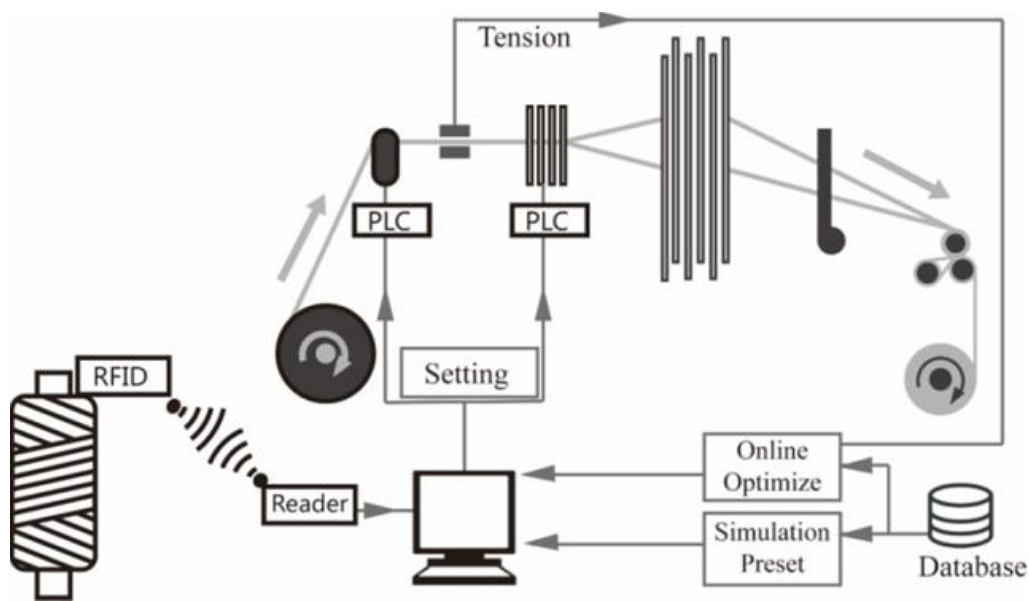 Tension
PLC
PLC
Setting
RFID
Reader
Online
Optimize
Simulation
Preset
Database